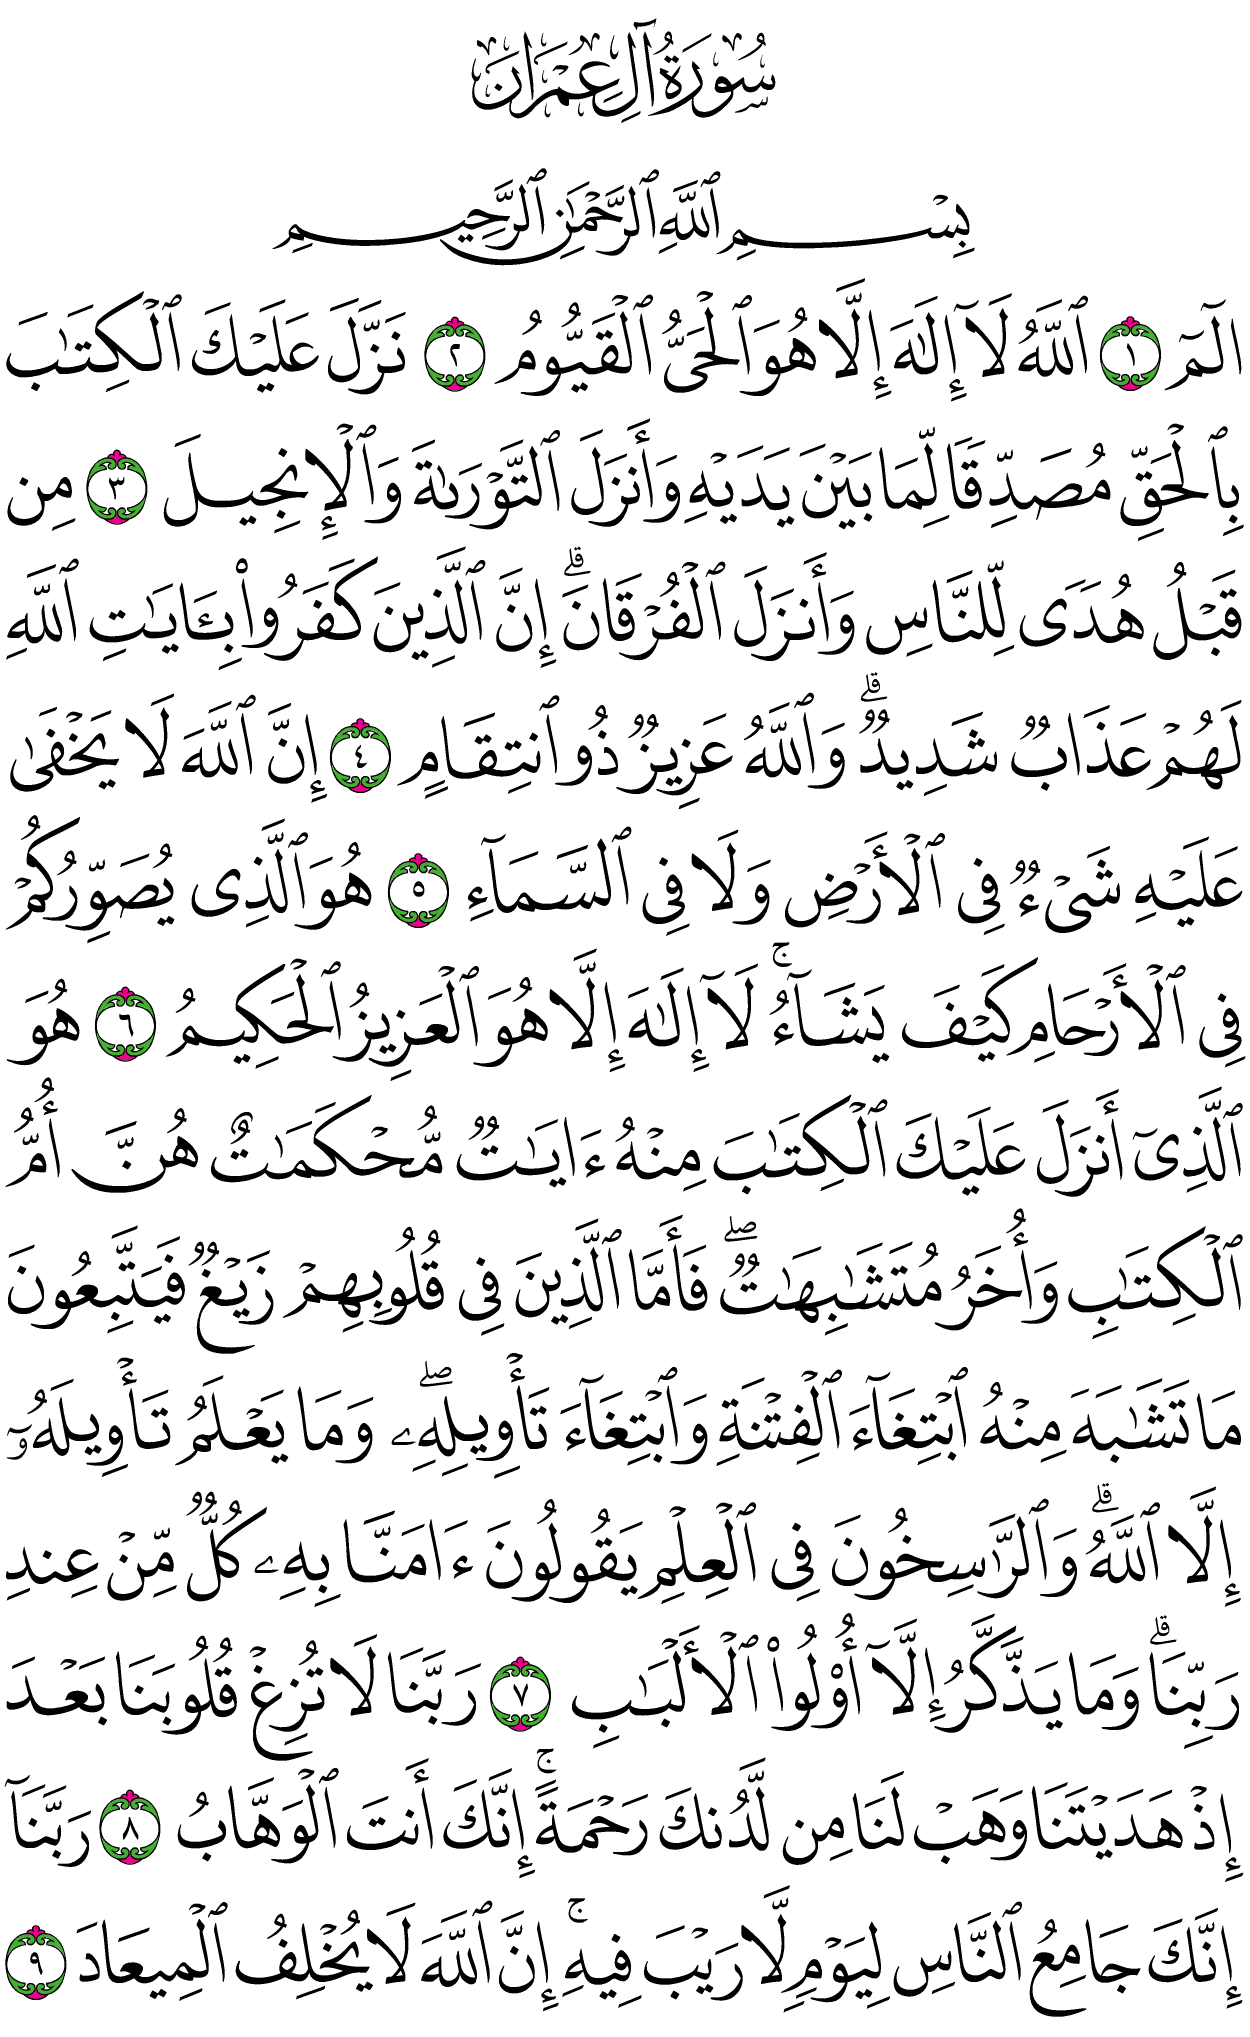 سُورَةُ آلِ عِمۡرَانَ
بِسۡمِ ٱللَّهِ ٱلرَّحۡمَٰنِ ٱلرَّحِيمِ
الٓمٓ ١ ٱللَّهُ لَآ إِلَٰهَ إِلَّا هُوَ ٱلۡحَيُّ ٱلۡقَيُّومُ ٢ نَزَّلَ عَلَيۡكَ ٱلۡكِتَٰبَ
بِٱلۡحَقِّ مُصَدِّقٗا لِّمَا بَيۡنَ يَدَيۡهِ وَأَنزَلَ ٱلتَّوۡرَىٰةَ وَٱلۡإِنجِيلَ ٣ مِن
قَبۡلُ هُدٗى لِّلنَّاسِ وَأَنزَلَ ٱلۡفُرۡقَانَۗ إِنَّ ٱلَّذِينَ كَفَرُواْ بِـَٔايَٰتِ ٱللَّهِ
لَهُمۡ عَذَابٞ شَدِيدٞۗ وَٱللَّهُ عَزِيزٞ ذُو ٱنتِقَامٍ ٤ إِنَّ ٱللَّهَ لَا يَخۡفَىٰ
عَلَيۡهِ شَيۡءٞ فِي ٱلۡأَرۡضِ وَلَا فِي ٱلسَّمَآءِ ٥ هُوَ ٱلَّذِي يُصَوِّرُكُمۡ
فِي ٱلۡأَرۡحَامِ كَيۡفَ يَشَآءُۚ لَآ إِلَٰهَ إِلَّا هُوَ ٱلۡعَزِيزُ ٱلۡحَكِيمُ ٦ هُوَ
ٱلَّذِيٓ أَنزَلَ عَلَيۡكَ ٱلۡكِتَٰبَ مِنۡهُ ءَايَٰتٞ مُّحۡكَمَٰتٌ هُنَّ أُمُّ
ٱلۡكِتَٰبِ وَأُخَرُ مُتَشَٰبِهَٰتٞۖ فَأَمَّا ٱلَّذِينَ فِي قُلُوبِهِمۡ زَيۡغٞ فَيَتَّبِعُونَ
مَا تَشَٰبَهَ مِنۡهُ ٱبۡتِغَآءَ ٱلۡفِتۡنَةِ وَٱبۡتِغَآءَ تَأۡوِيلِهِۦۖ وَمَا يَعۡلَمُ تَأۡوِيلَهُۥٓ
إِلَّا ٱللَّهُۗ وَٱلرَّٰسِخُونَ فِي ٱلۡعِلۡمِ يَقُولُونَ ءَامَنَّا بِهِۦ كُلّٞ مِّنۡ عِندِ
رَبِّنَاۗ وَمَا يَذَّكَّرُ إِلَّآ أُوْلُواْ ٱلۡأَلۡبَٰبِ ٧ رَبَّنَا لَا تُزِغۡ قُلُوبَنَا بَعۡدَ
إِذۡ هَدَيۡتَنَا وَهَبۡ لَنَا مِن لَّدُنكَ رَحۡمَةًۚ إِنَّكَ أَنتَ ٱلۡوَهَّابُ ٨ رَبَّنَآ
إِنَّكَ جَامِعُ ٱلنَّاسِ لِيَوۡمٖ لَّا رَيۡبَ فِيهِۚ إِنَّ ٱللَّهَ لَا يُخۡلِفُ ٱلۡمِيعَادَ ٩